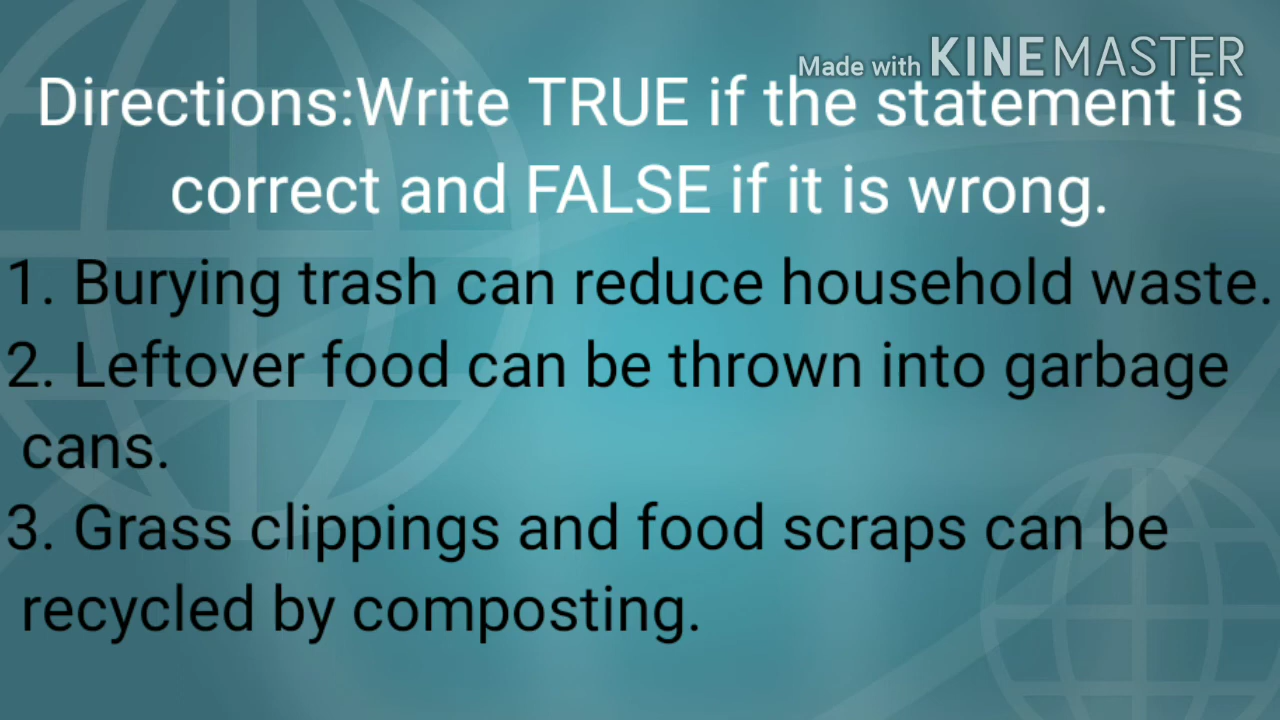 Made with KINEMASTER
Directions:Write TRUE if the statement is
correct and FALSE if it is wrong.
1. Burying trash can reduce household waste.
2. Leftover food can be thrown into garbage
cans.
3. Grass clippings and food scraps can be
recycled by composting.